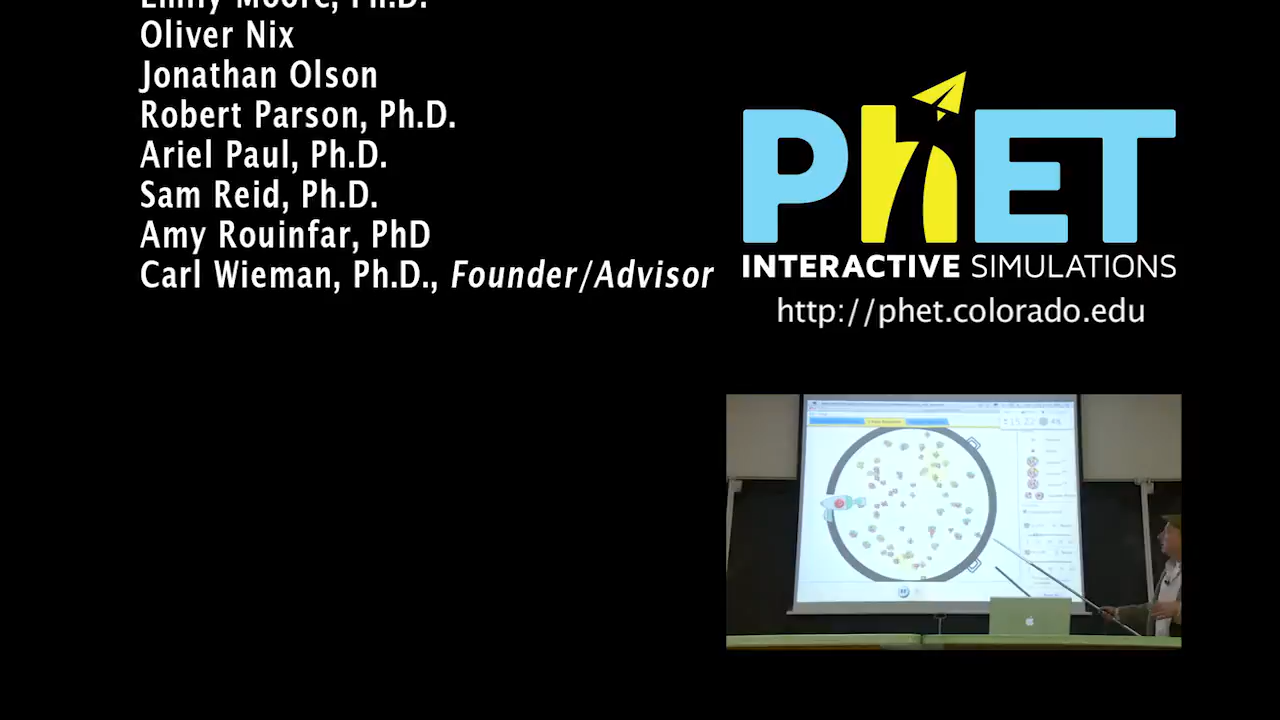 Emily Moore, Ph.D.
Oliver Nix
Jonathan Olson
Robert Parson, Ph.D.
Ariel Paul, Ph.D.
Sam Reid, Ph.D.
Amy Rouinfar, PhD
Carl Wieman, Ph.D., Founder/Advisor
PhET
INTERACTIVE SIMULATIONS
http://phet.colorado.edu